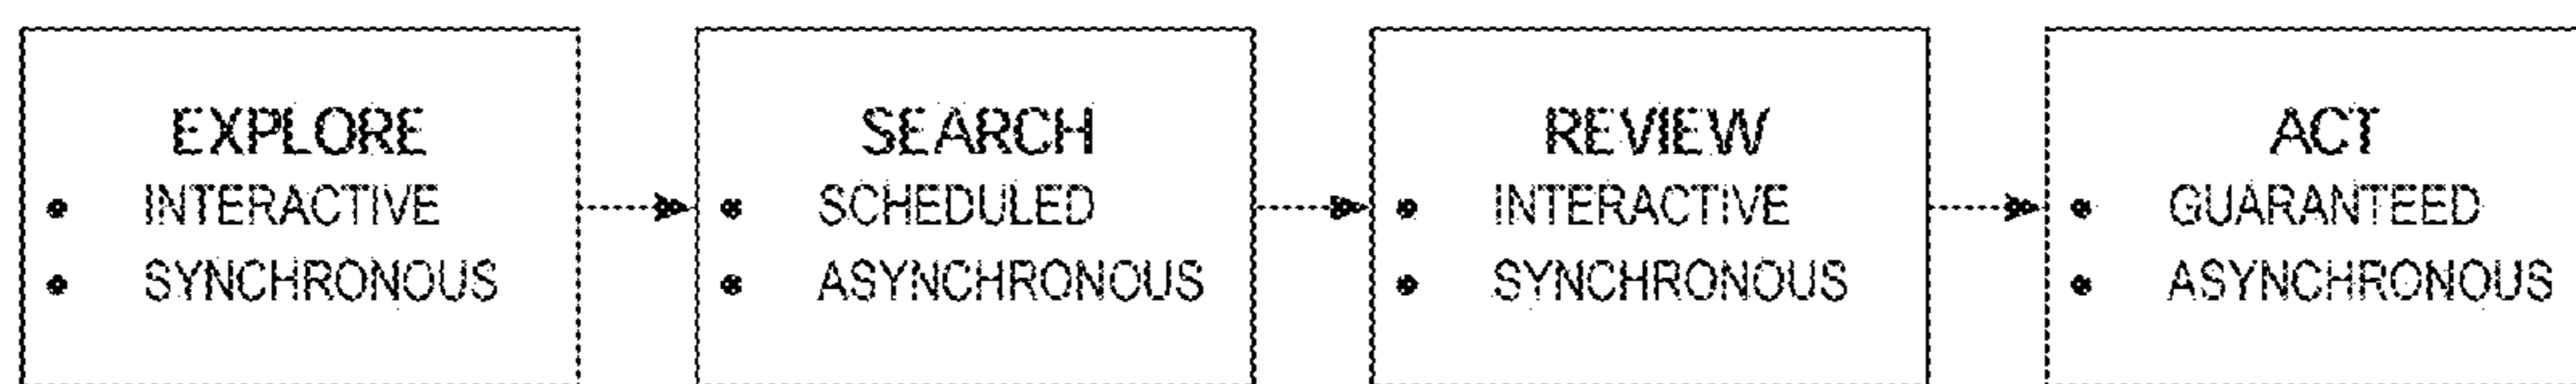 EXPLORE
• INTERACTIVE
• SYNCHRONOUS
SEARCH
• SCHEDULED
• ASYNCHRONOUS
REVIEW
• INTERACTIVE
• SYNCHRONOUS
ACT
• GUARANTEED
• ASYNCHRONOUS